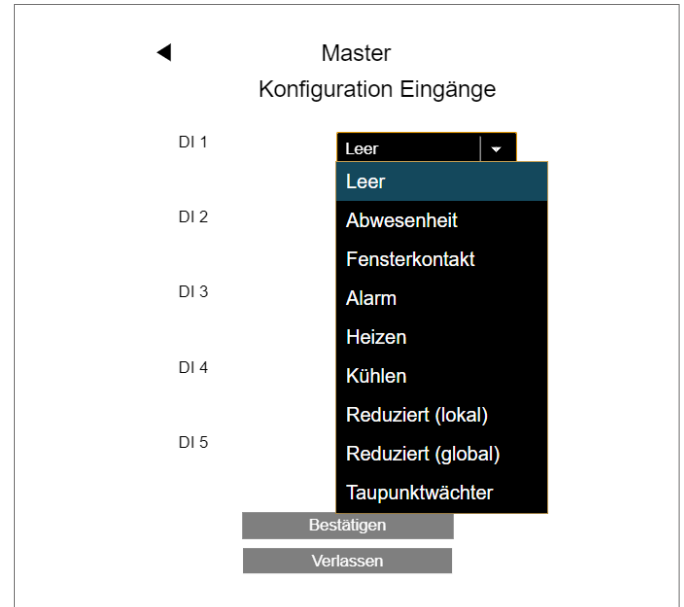 Master
Konfiguration Eingänge
DI 1
Leer
Leer
DI 2
Abwesenheit
Fensterkontakt
DI 3
Alarm
Heizen
DI 4
Kühlen
Reduziert (lokal)
DI 5
Reduziert (global)
Taupunktwächter
Bestätigen
Verlassen